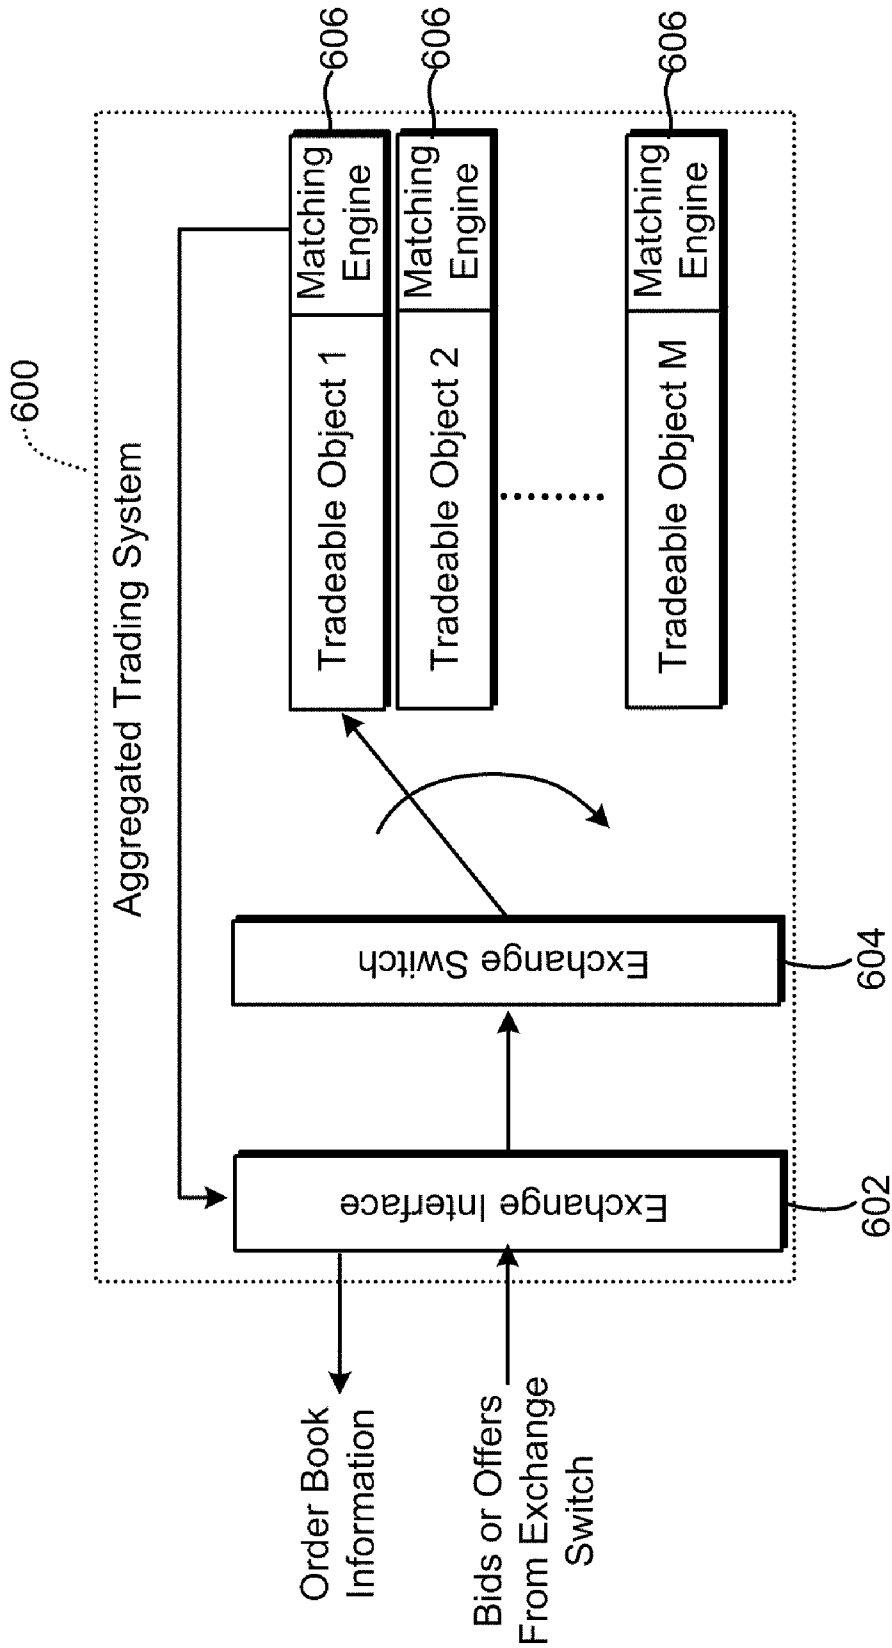 600
Aggregated Trading System
Tradeable Object 1
Matching
Engine
606
Tradeable Object 2
Matching
Engine
606
Tradeable Object M
Matching
Engine
606
Exchange Switch
604
Exchange Interface
602
Order Book
Information
Bids or Offers
From Exchange
Switch